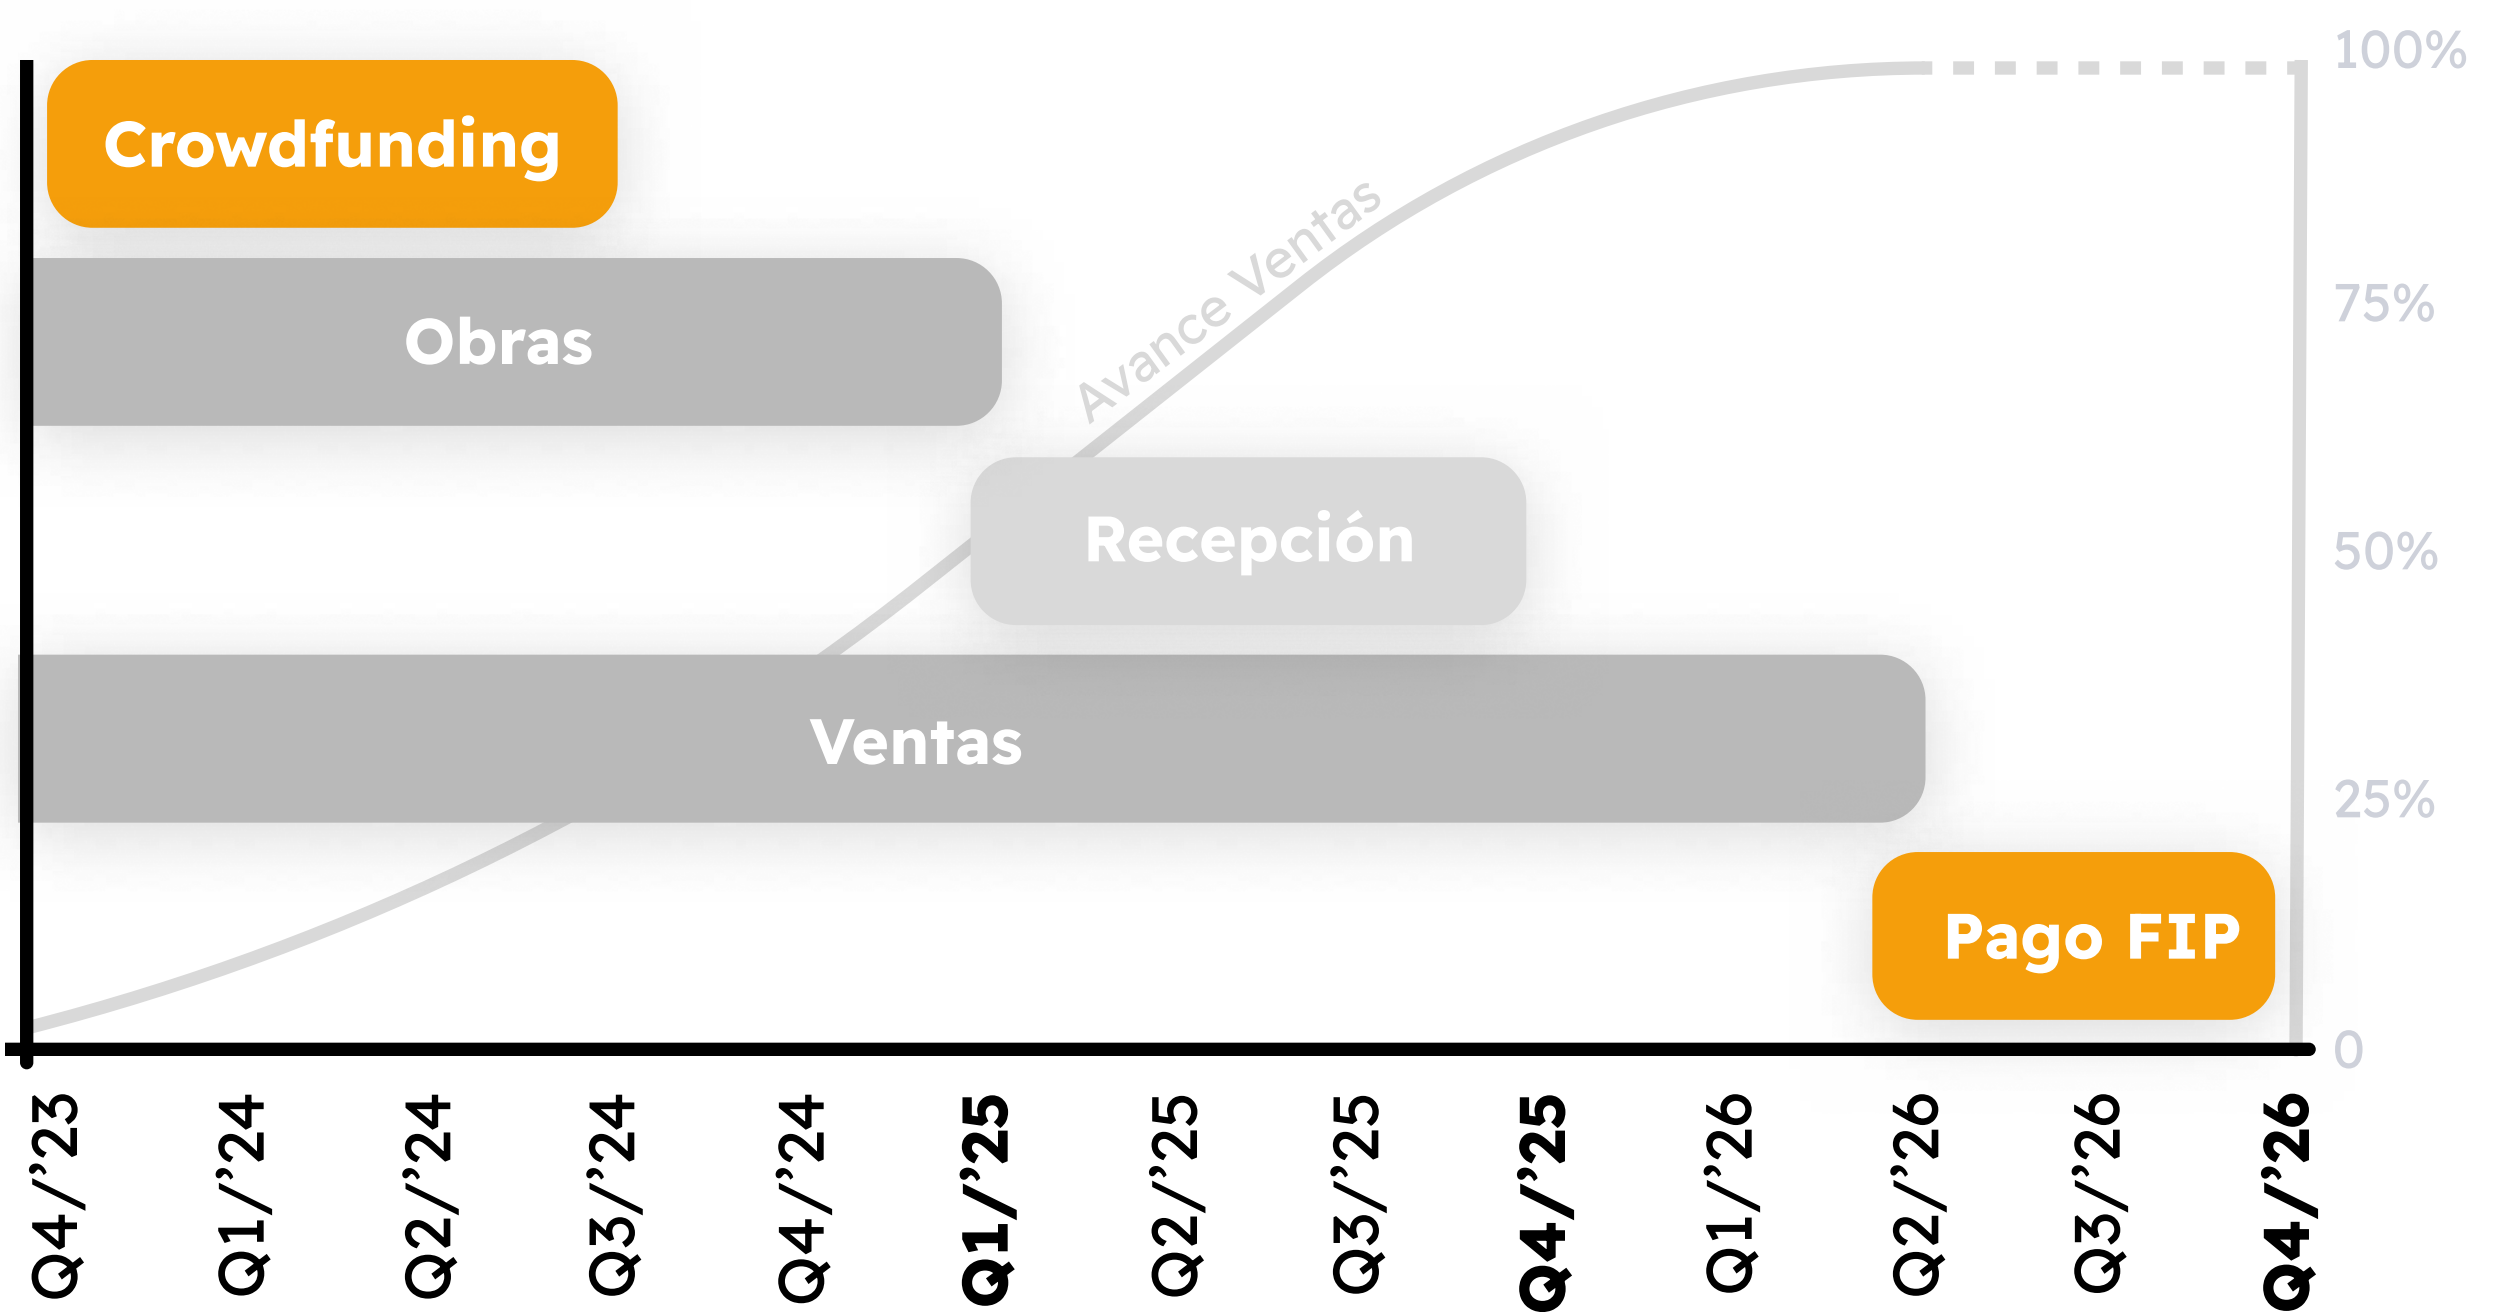 100%
Crowdfunding
Avance Ventas
75%
Obras
50%
Recepción
Ventas
25%
Pago FIP
0
Q4/’23
Q1/’24
Q2/’24
Q3/’24
Q4/’24
Q1/’25
Q2/’25
Q3/’25
Q4/’25
Q1/’26
Q2/’26
Q3/’26
Q4/’26